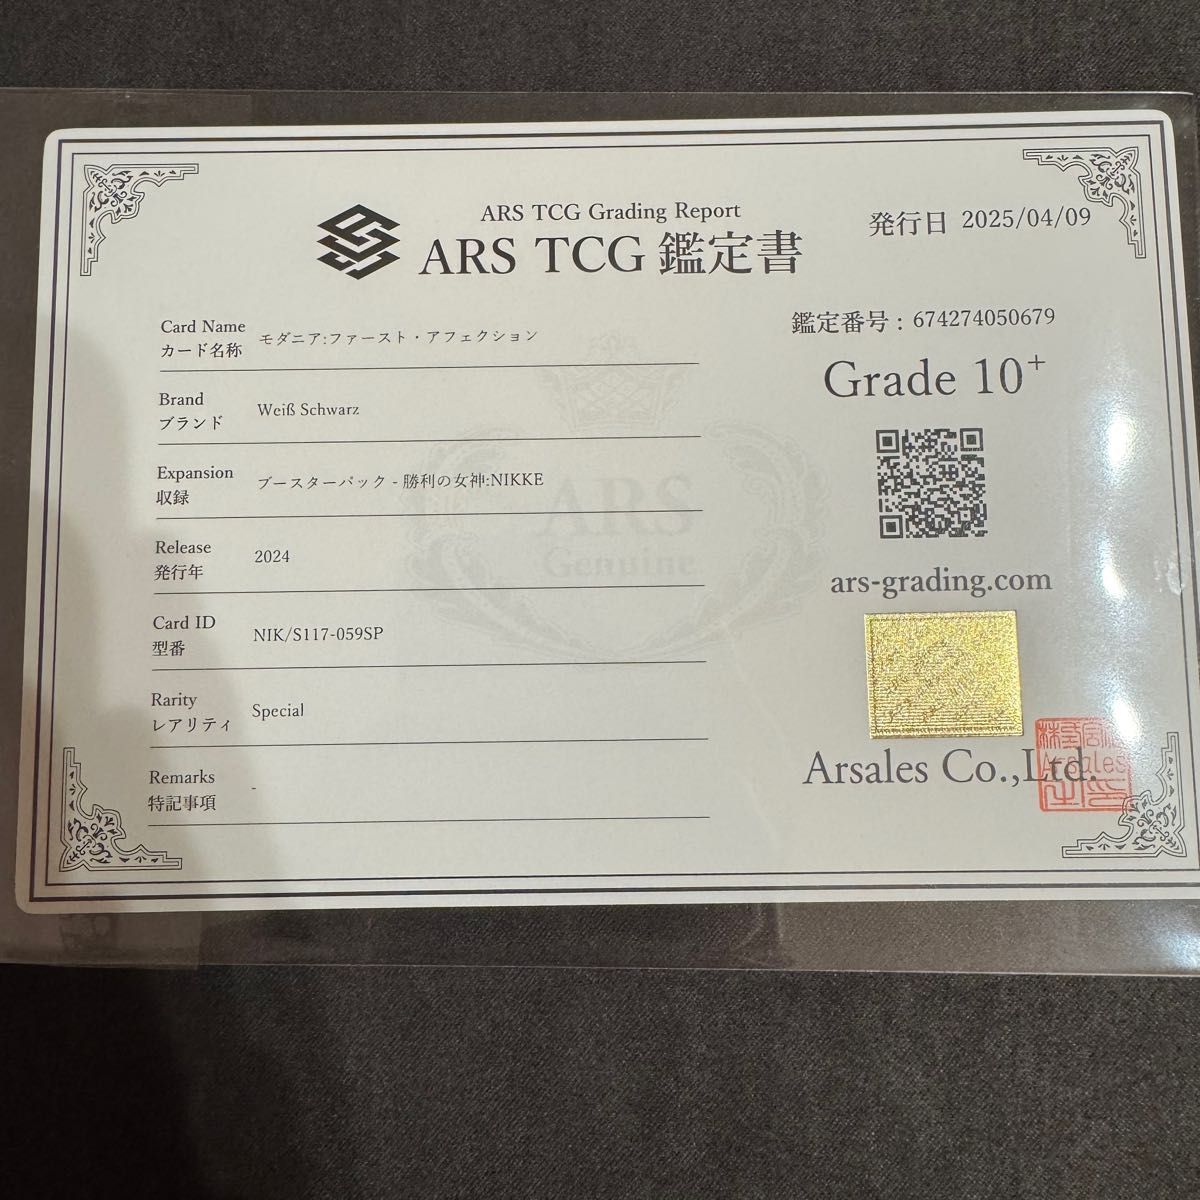 ARS TCG Grading Report
ARS TCG 鑑定書
発行日 2025/04/09
Card Name
カード名称
モダニア:ファースト・アフェクション
Brand
ブランド
Weiß Schwarz
Expansion
収録
ブースターパック - 勝利の女神:NIKKE
Release
発行年
2024
Card ID
型番
NIK/S117-059SP
Rarity
レアリティ
Special
Remarks
特記事項
-
鑑定番号 : 674274050679
Grade 10+
ars-grading.com
Arsales Co.,Ltd.
ARS
Genuine
Arsales